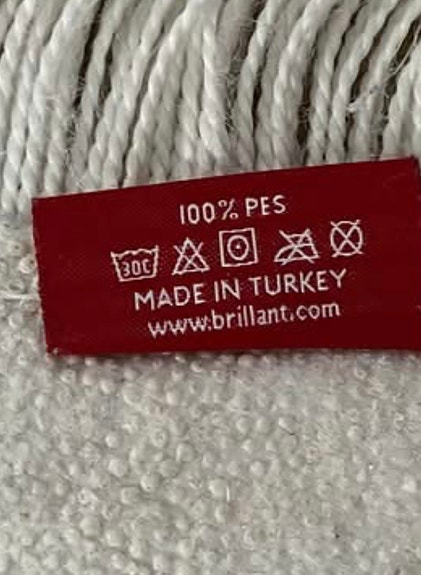 100% PES
30C
MADE IN TURKEY
www.brillant.com